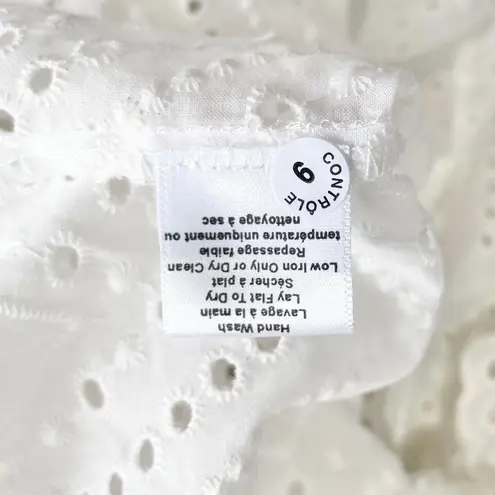 Hand Wash
Lavage à la main
Lay Flat To Dry
Sécher à plat
Low Iron Only or Dry Clean
Repassage faible
température uniquement ou
nettoyage à sec
CONTRÔLE
9